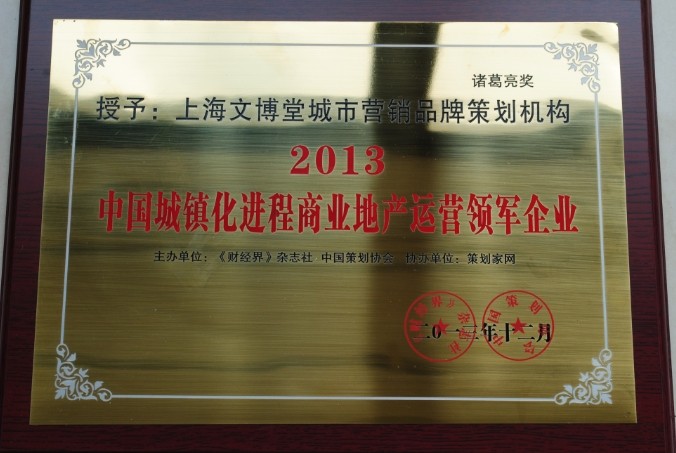 诸葛亮奖
授予：上海文博堂城市营销品牌策划机构
2013
中国城镇化进程商业地产运营领军企业
主办单位：《财经界》杂志社 中国策划协会 协办单位：策划家网
二〇一三年十二月